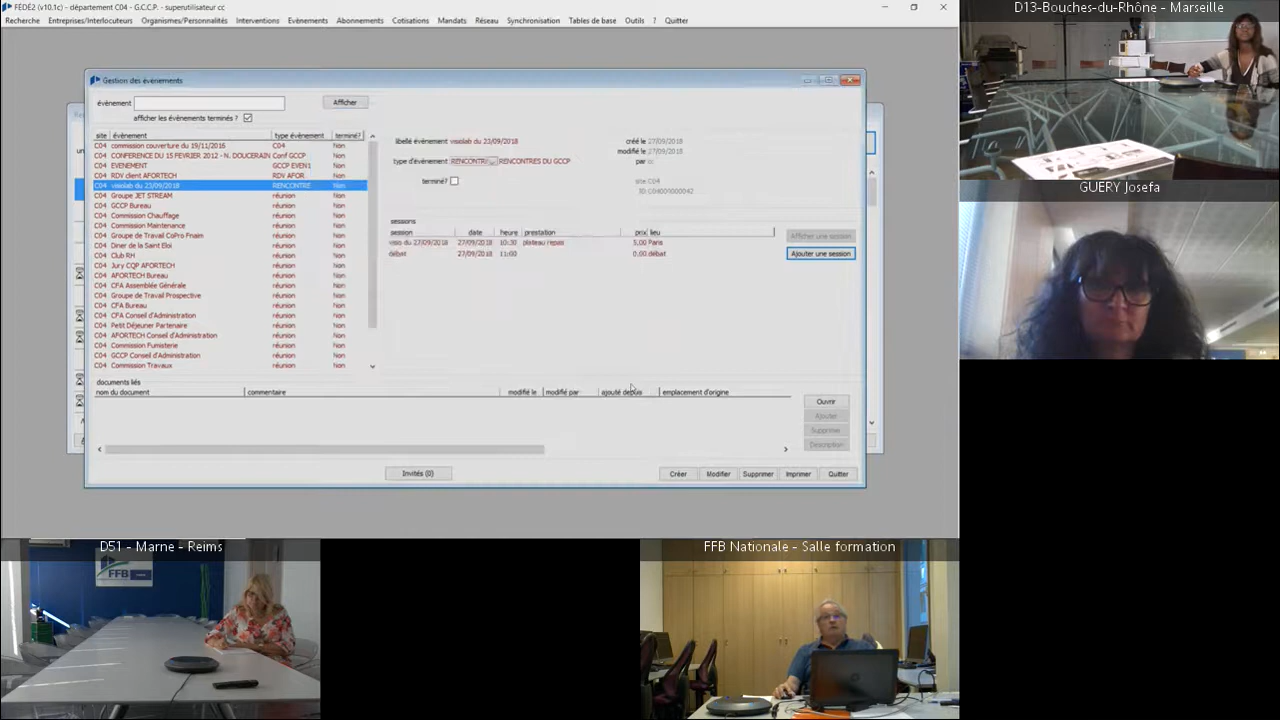 FÉDÉ2 (v10.1c) - département C04 - G.C.C.P. - superutilisateur cc
Recherche Entreprises/Interlocuteurs Organismes/Personnalités Interventions Evènements Abonnements Cotisations Mandats Réseau Synchronisation Tables de base Outils ? Quitter
Gestion des évènements
évènement Afficher
afficher les évènements terminés ?
site évènement type évènement terminé?
C04 commission couverture du 19/11/2016 C04 Non
C04 CONFERENCE DU 15 FEVRIER 2012 - N. DOUCERAIN Conf GCCP Non
C04 EVENEMENT GCCP EVEN1 Non
C04 RDV client AFORTECH RDV AFOR Non
C04 visiolab du 23/09/2018 RENCONTRE Non
C04 Groupe JET STREAM réunion Non
C04 GCCP Bureau réunion Non
C04 Commission Chauffage réunion Non
C04 Commission Maintenance réunion Non
C04 Groupe de Travail CoPro Fnaim réunion Non
C04 Diner de la Saint Eloi réunion Non
C04 Club RH réunion Non
C04 Jury CQP AFORTECH réunion Non
C04 AFORTECH Bureau réunion Non
C04 CFA Assemblée Générale réunion Non
C04 Groupe de Travail Prospective réunion Non
C04 CFA Bureau réunion Non
C04 CFA Conseil d'Administration réunion Non
C04 Petit Déjeuner Partenaire réunion Non
C04 AFORTECH Conseil d'Administration réunion Non
C04 Commission Fumisterie réunion Non
C04 GCCP Conseil d'Administration réunion Non
C04 Commission Travaux réunion Non
libellé évènement visiolab du 23/09/2018 créé le 27/09/2018
modifié le 27/09/2018
type d'évènement RENCONTRE RENCONTRES DU GCCP par cc
terminé? site C04
ID C04001000042
sessions
session date heure prestation prix lieu
visio du 27/09/2018 27/09/2018 10:30 plateau repas 5,00 Paris
débat 27/09/2018 11:00 0,00 débat
Afficher une session
Ajouter une session
documents liés
nom du document commentaire modifié le modifié par ajouté depuis emplacement d'origine
Ouvrir
Ajouter
Supprimer
Description
Invités (0) Créer Modifier Supprimer Imprimer Quitter
D13-Bouches-du-Rhône - Marseille
GUERY Josefa
D51 - Marne - Reims
FFB
FFB Nationale - Salle formation